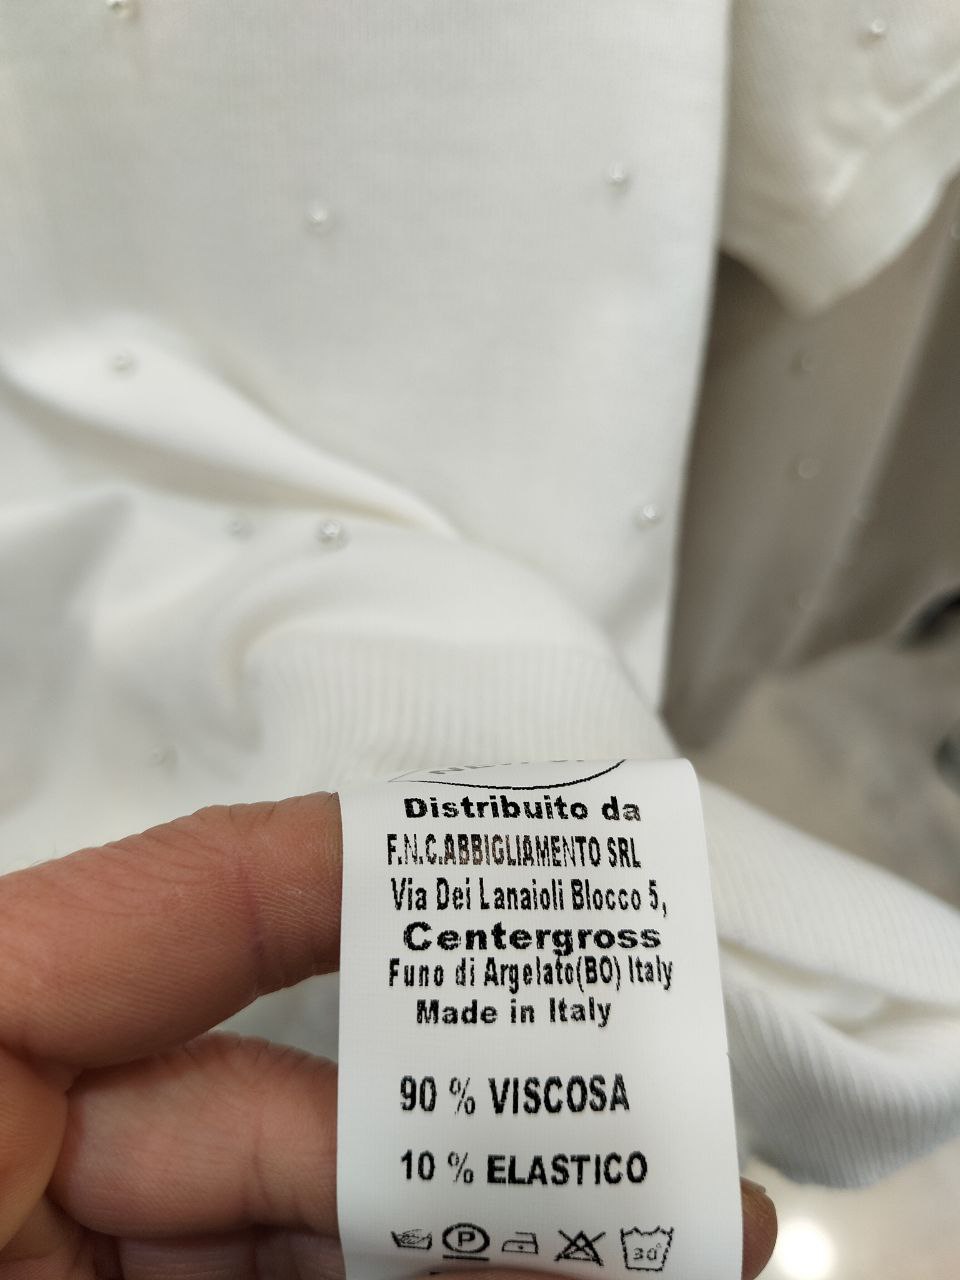 Distribuito da
F.N.C.ABBIGLIAMENTO SRL
Via Dei Lanaioli Blocco 5,
Centergross
Funo di Argelato(BO) Italy
Made in Italy
90 % VISCOSA
10 % ELASTICO
P 30°